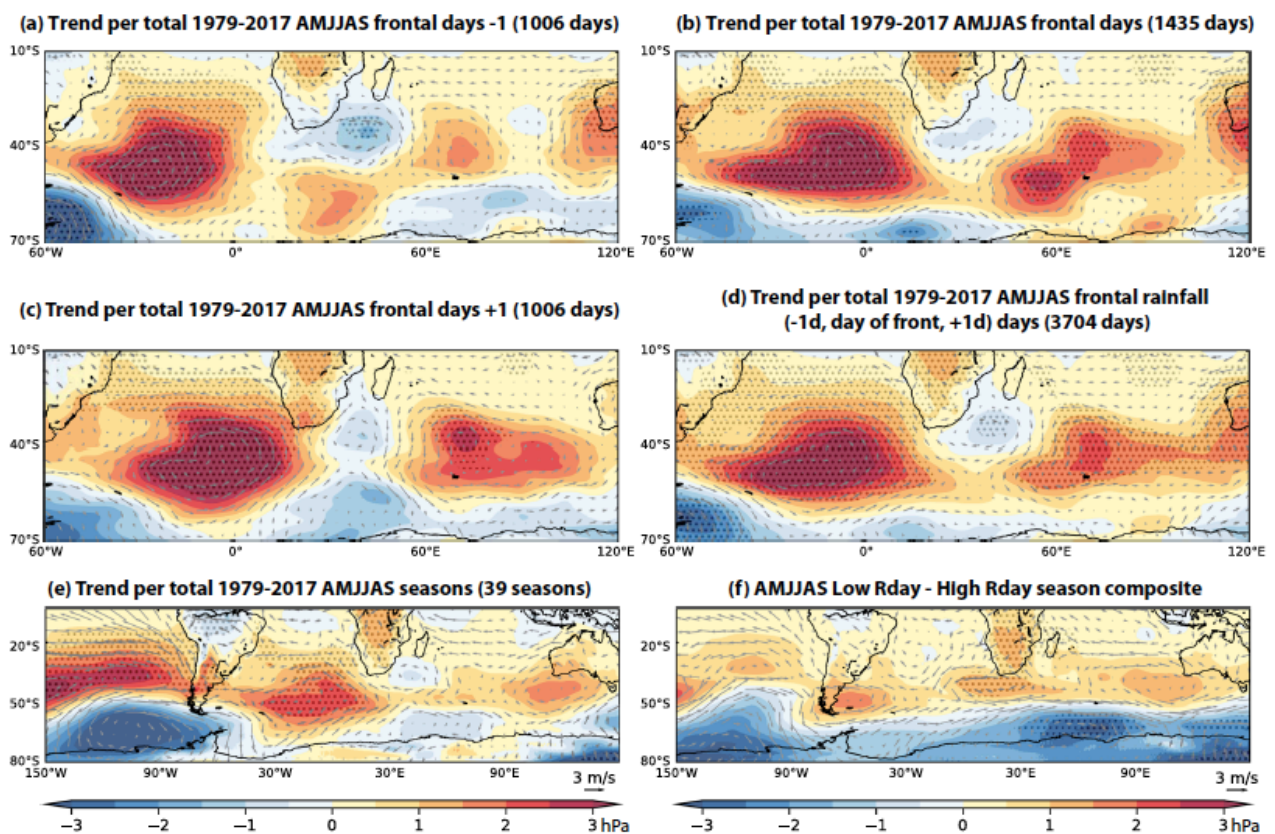 (a) Trend per total 1979-2017 AMJJAS frontal days -1 (1006 days)
(b) Trend per total 1979-2017 AMJJAS frontal days (1435 days)
10°S
40°S
70°S
60°W 0° 60°E 120°E
10°S
40°S
70°S
60°W 0° 60°E 120°E
(c) Trend per total 1979-2017 AMJJAS frontal days +1 (1006 days)
(d) Trend per total 1979-2017 AMJJAS frontal rainfall
(-1d, day of front, +1d) days (3704 days)
10°S
40°S
70°S
60°W 0° 60°E 120°E
10°S
40°S
70°S
60°W 0° 60°E 120°E
(e) Trend per total 1979-2017 AMJJAS seasons (39 seasons)
(f) AMJJAS Low Rday - High Rday season composite
20°S
50°S
80°S
150°W 90°W 30°W 30°E 90°E
3 m/s
20°S
50°S
80°S
150°W 90°W 30°W 30°E 90°E
3 m/s
−3 −2 −1 0 1 2 3 hPa
−3 −2 −1 0 1 2 3 hPa